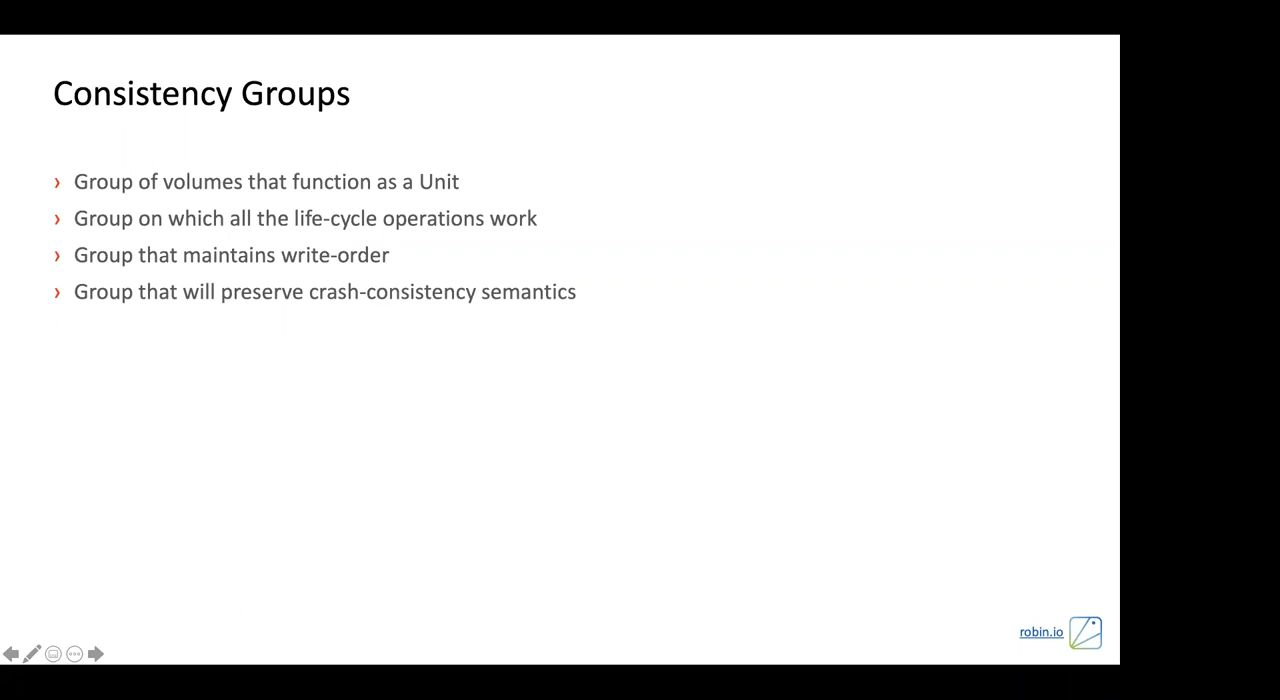 Consistency Groups
› Group of volumes that function as a Unit
› Group on which all the life-cycle operations work
› Group that maintains write-order
› Group that will preserve crash-consistency semantics
robin.io